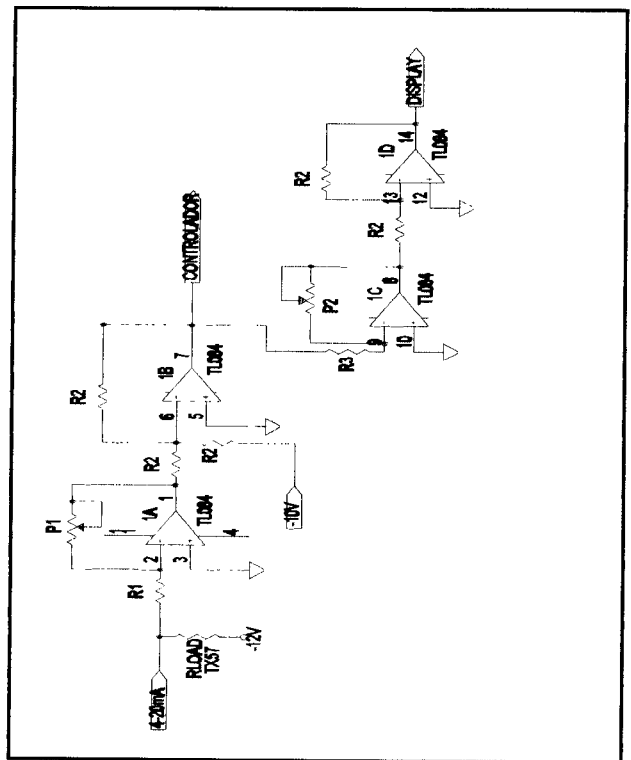 P1
R2
1A
1
TL084
4
R1
2
3
R2
1B
6
5
7
TL084
CONTROLADOR
4-20mA
RLOAD
TX57
-12V
R2
-10V
R2
P2
1D
14
TL084
DISPLAY
1C
8
R2
13
12
R3
9
10
TL084